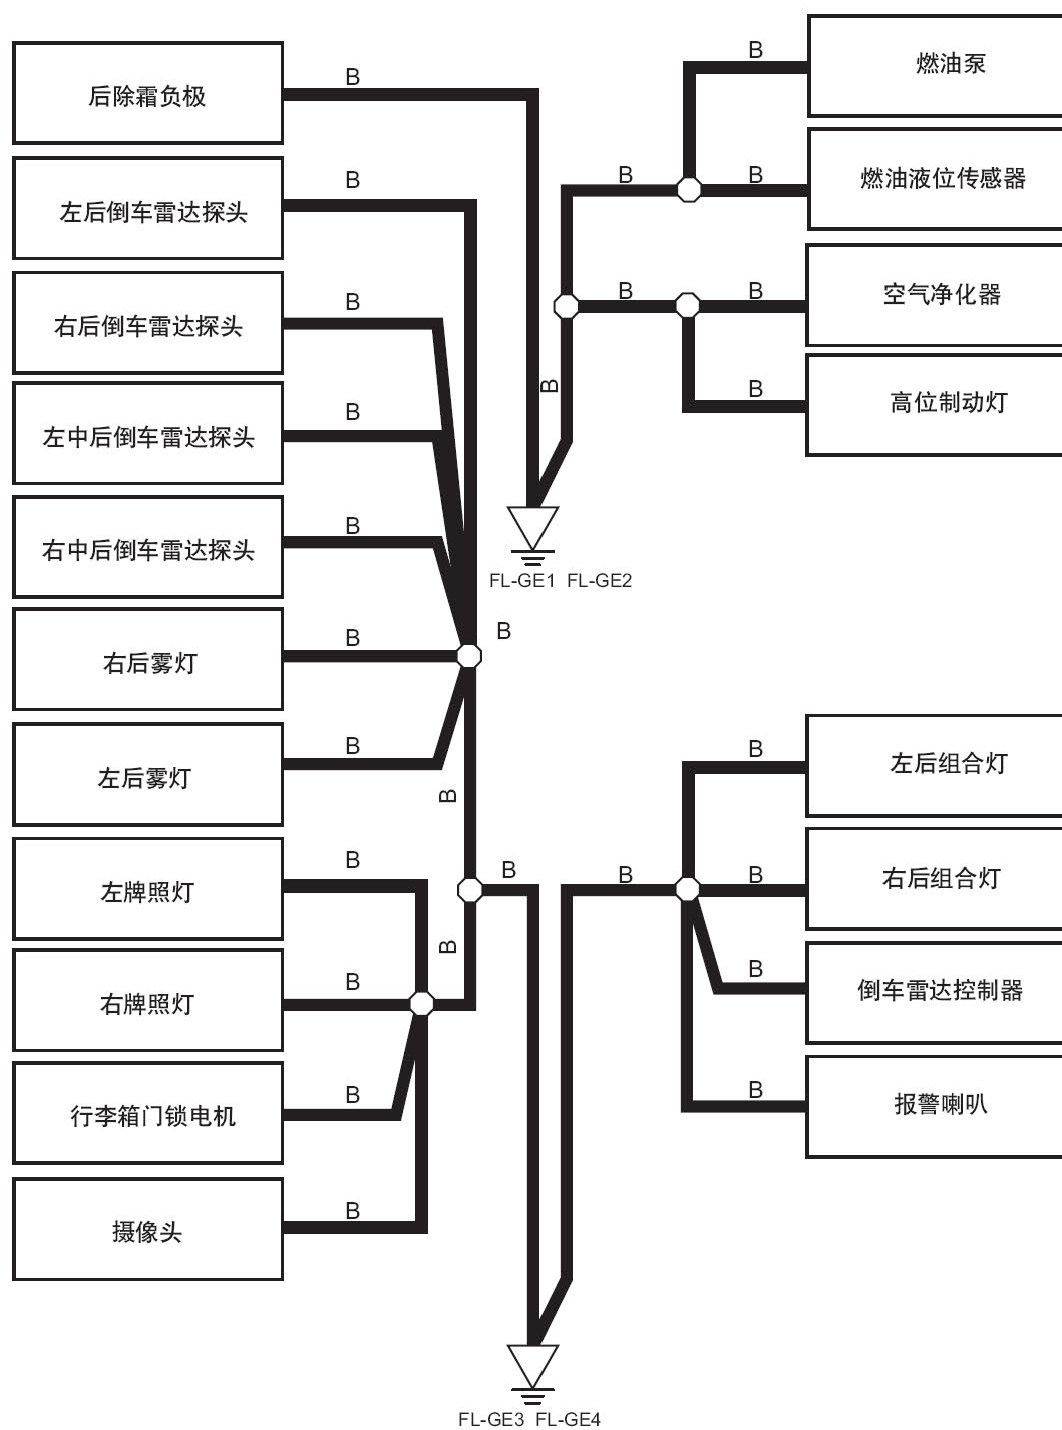 后除霜负极
B
左后倒车雷达探头
B
右后倒车雷达探头
B
左中后倒车雷达探头
B
右中后倒车雷达探头
B
右后雾灯
B
左后雾灯
B
左牌照灯
B
右牌照灯
B
行李箱门锁电机
B
摄像头
B
B
B
B
B
B
燃油泵
B
B
燃油液位传感器
B
B
空气净化器
B
高位制动灯
B
FL-GE1 FL-GE2
B
左后组合灯
B
B
右后组合灯
B
倒车雷达控制器
B
报警喇叭
FL-GE3 FL-GE4